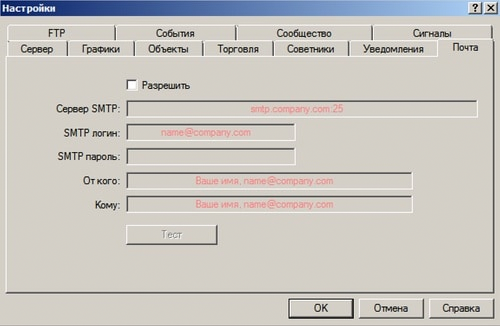 Настройки
FTP События Сообщество Сигналы
Сервер Графики Объекты Торговля Советники Уведомления Почта
Разрешить
Сервер SMTP: smtp.company.com:25
SMTP логин: name@company.com
SMTP пароль:
От кого: Ваше имя, name@company.com
Кому: Ваше имя, name@company.com
Тест
OK Отмена Справка